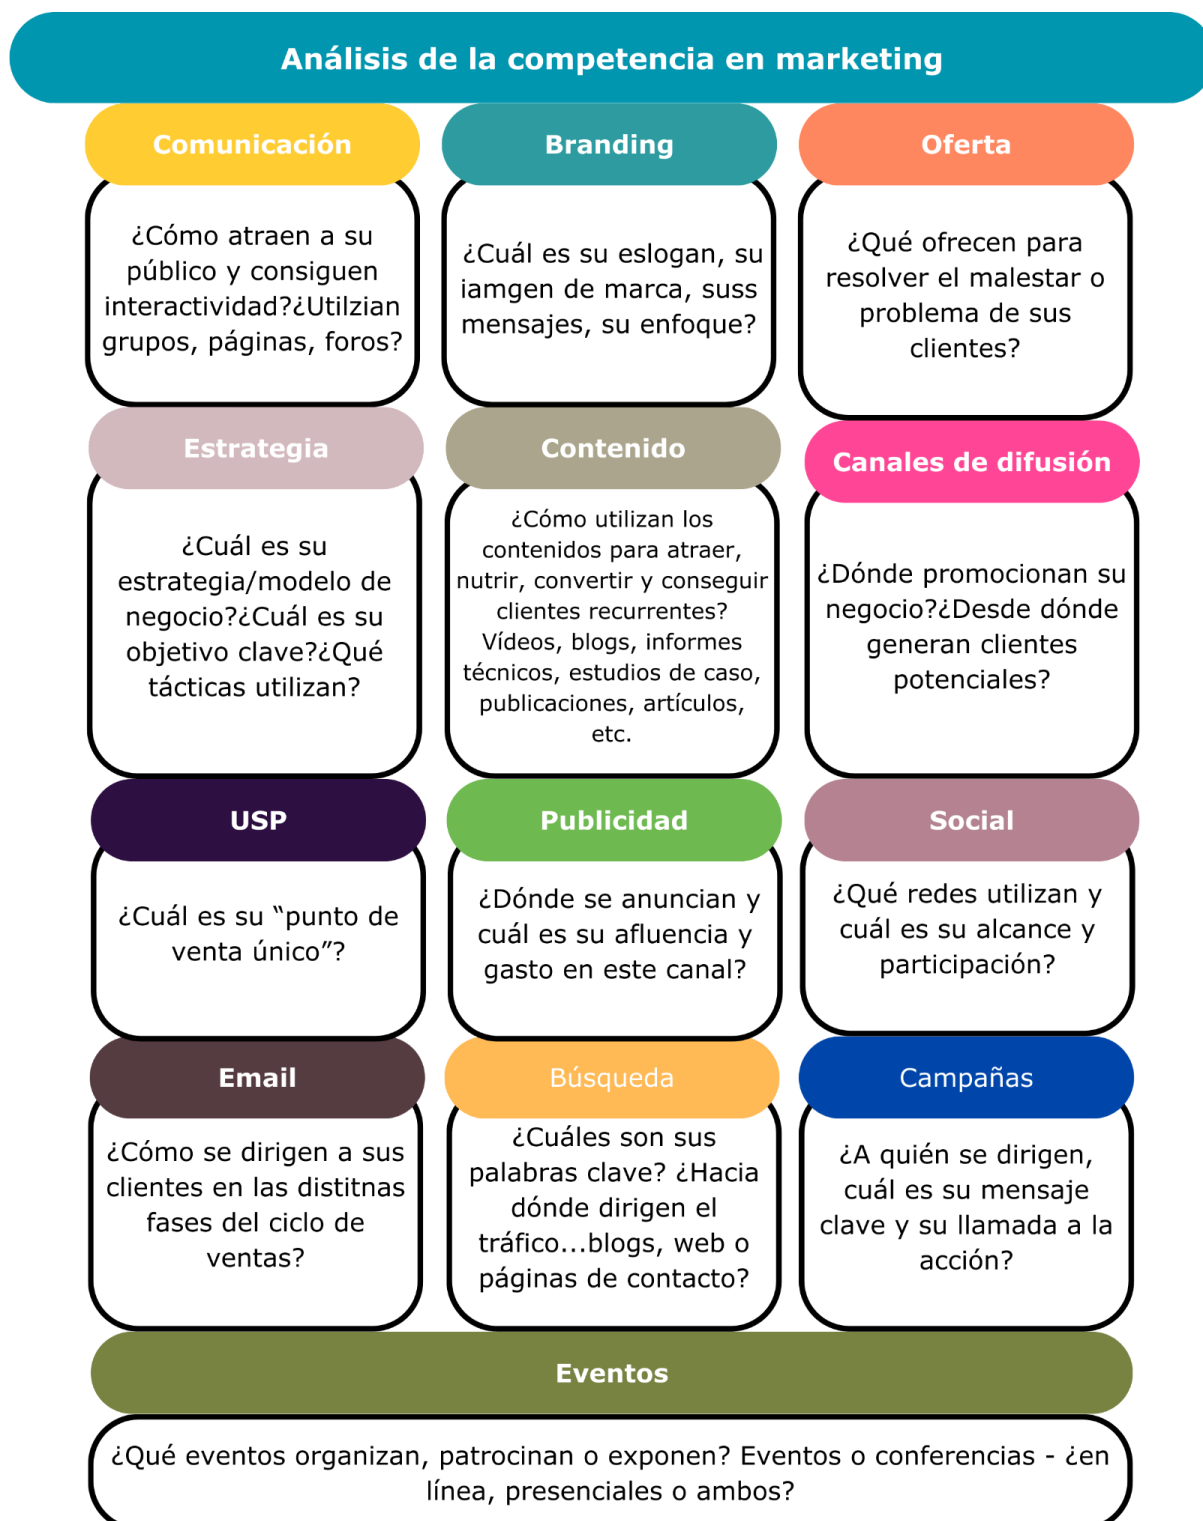 Análisis de la competencia en marketing
Comunicación
¿Cómo atraen a su
público y consiguen
interactividad?¿Utilzian
grupos, páginas, foros?
Branding
¿Cuál es su eslogan, su
iamgen de marca, suss
mensajes, su enfoque?
Oferta
¿Qué ofrecen para
resolver el malestar o
problema de sus
clientes?
Estrategia
¿Cuál es su
estrategia/modelo de
negocio?¿Cuál es su
objetivo clave?¿Qué
tácticas utilizan?
Contenido
¿Cómo utilizan los
contenidos para atraer,
nutrir, convertir y conseguir
clientes recurrentes?
Vídeos, blogs, informes
técnicos, estudios de caso,
publicaciones, artículos,
etc.
Canales de difusión
¿Dónde promocionan su
negocio?¿Desde dónde
generan clientes
potenciales?
USP
¿Cuál es su “punto de
venta único”?
Publicidad
¿Dónde se anuncian y
cuál es su afluencia y
gasto en este canal?
Social
¿Qué redes utilizan y
cuál es su alcance y
participación?
Email
¿Cómo se dirigen a sus
clientes en las distitnas
fases del ciclo de
ventas?
Búsqueda
¿Cuáles son sus
palabras clave? ¿Hacia
dónde dirigen el
tráfico...blogs, web o
páginas de contacto?
Campañas
¿A quién se dirigen,
cuál es su mensaje
clave y su llamada a la
acción?
Eventos
¿Qué eventos organizan, patrocinan o exponen? Eventos o conferencias - ¿en
línea, presenciales o ambos?